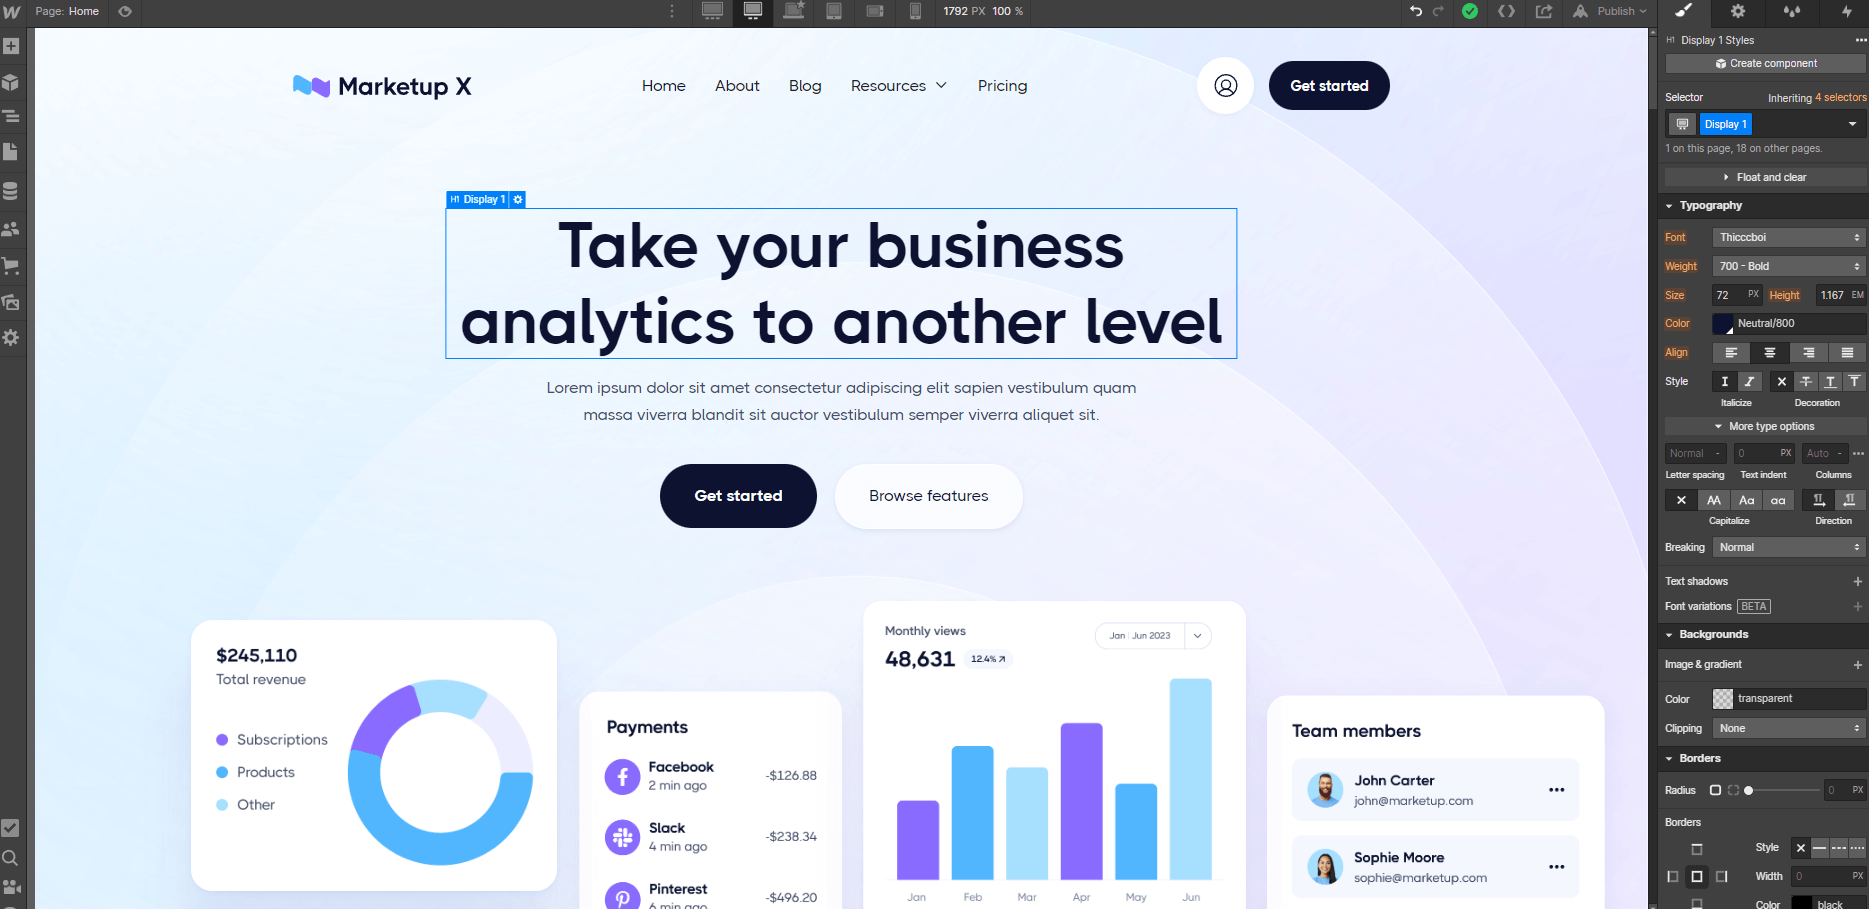 Page: Home
1792 PX 100 %
Publish
Marketup X
Home
About
Blog
Resources
Pricing
Get started
H1 Display 1
Take your business
analytics to another level
Lorem ipsum dolor sit amet consectetur adipiscing elit sapien vestibulum quam
massa viverra blandit sit auctor vestibulum semper viverra aliquet sit.
Get started
Browse features
$245,110
Total revenue
Subscriptions
Products
Other
Payments
Facebook
2 min ago
-$126.88
Slack
4 min ago
-$238.34
Pinterest
6 min ago
-$496.20
Monthly views
48,631
12.4%
Jan Jun 2023
Jan
Feb
Mar
Apr
May
Jun
Team members
John Carter
john@marketup.com
Sophie Moore
sophie@marketup.com
H1 Display 1 Styles
Create component
Selector
Inheriting 4 selectors
Display 1
1 on this page, 18 on other pages.
Float and clear
Typography
Font
Thicccboi
Weight
700 - Bold
Size
72 PX
Height
1.167 EM
Color
Neutral/800
Align
Style
Italicize
Decoration
More type options
Normal -
0 PX
Auto -
Letter spacing
Text indent
Columns
AA
Aa
aa
Capitalize
Direction
Breaking
Normal
Text shadows
Font variations BETA
Backgrounds
Image & gradient
Color
transparent
Clipping
None
Borders
Radius
0 PX
Borders
Style
Width
0 PX
Color
black